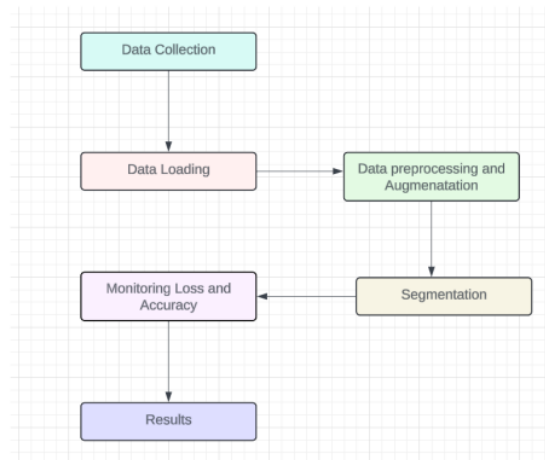 Data Collection
Data Loading
Data preprocessing and
Augmenatation
Segmentation
Monitoring Loss and
Accuracy
Results